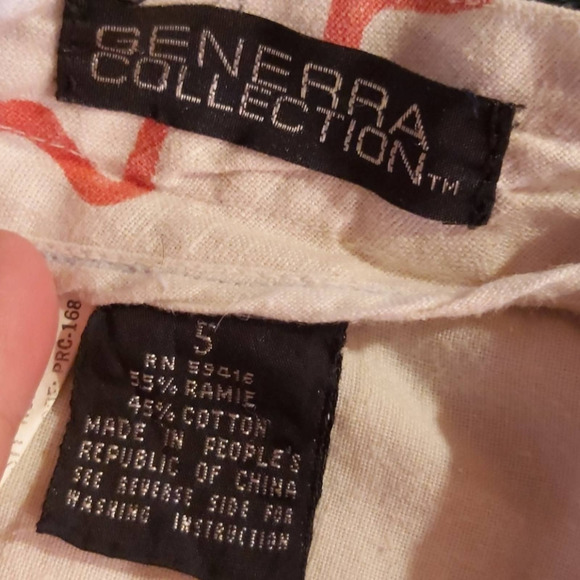 GENERRA
COLLECTION™
PRC-168
5
RN 59416
55% RAMIE
45% COTTON
MADE IN PEOPLE'S
REPUBLIC OF CHINA
SEE REVERSE SIDE FOR
WASHING INSTRUCTION